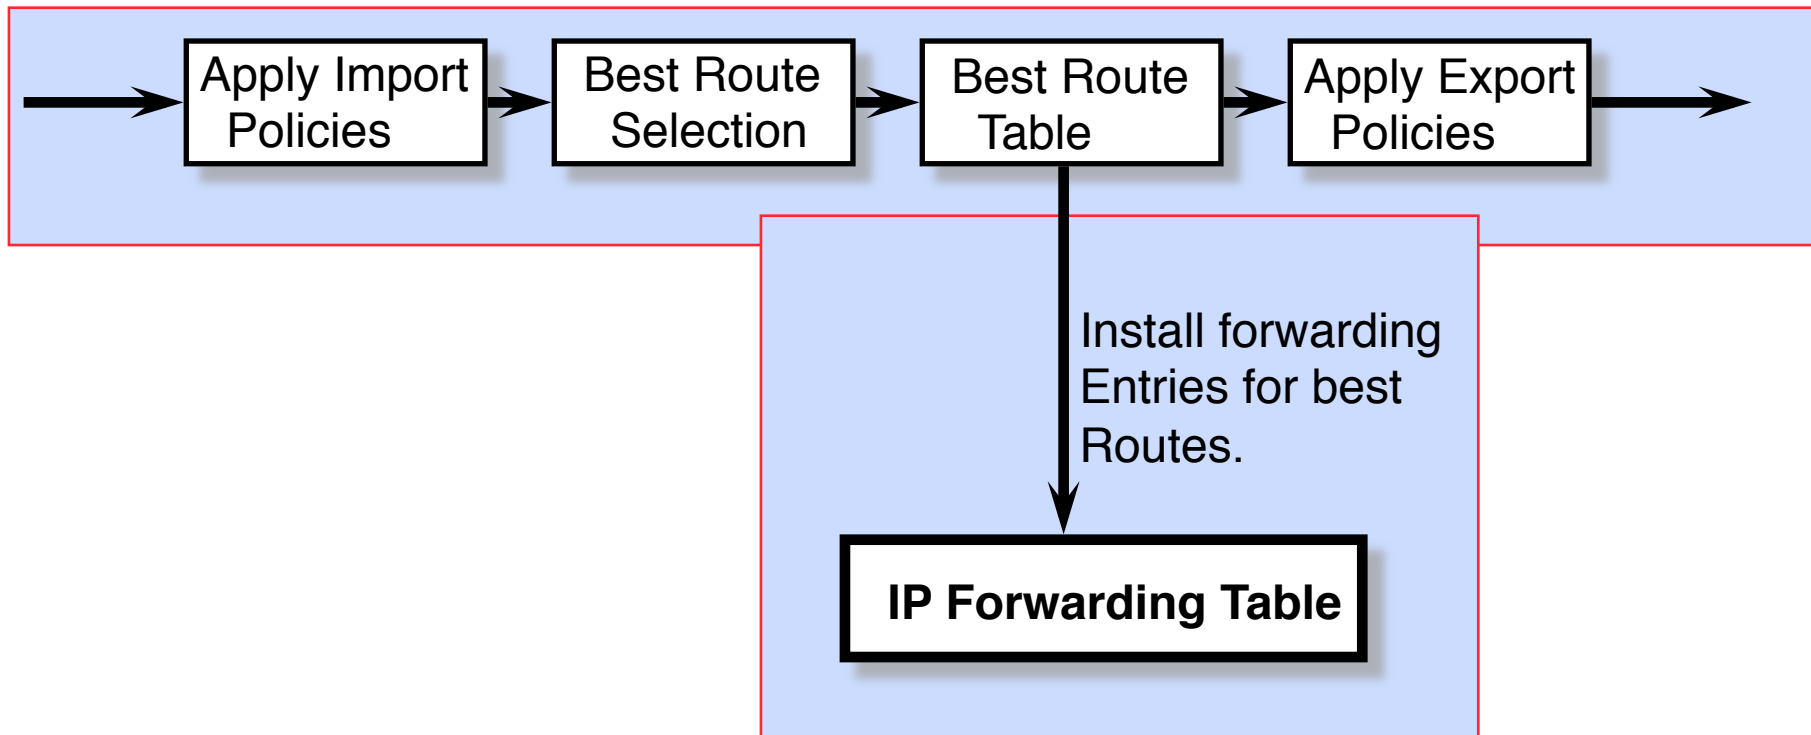 Apply Import
Policies
Best Route
Selection
Best Route
Table
Apply Export
Policies
Install forwarding
Entries for best
Routes.
IP Forwarding Table